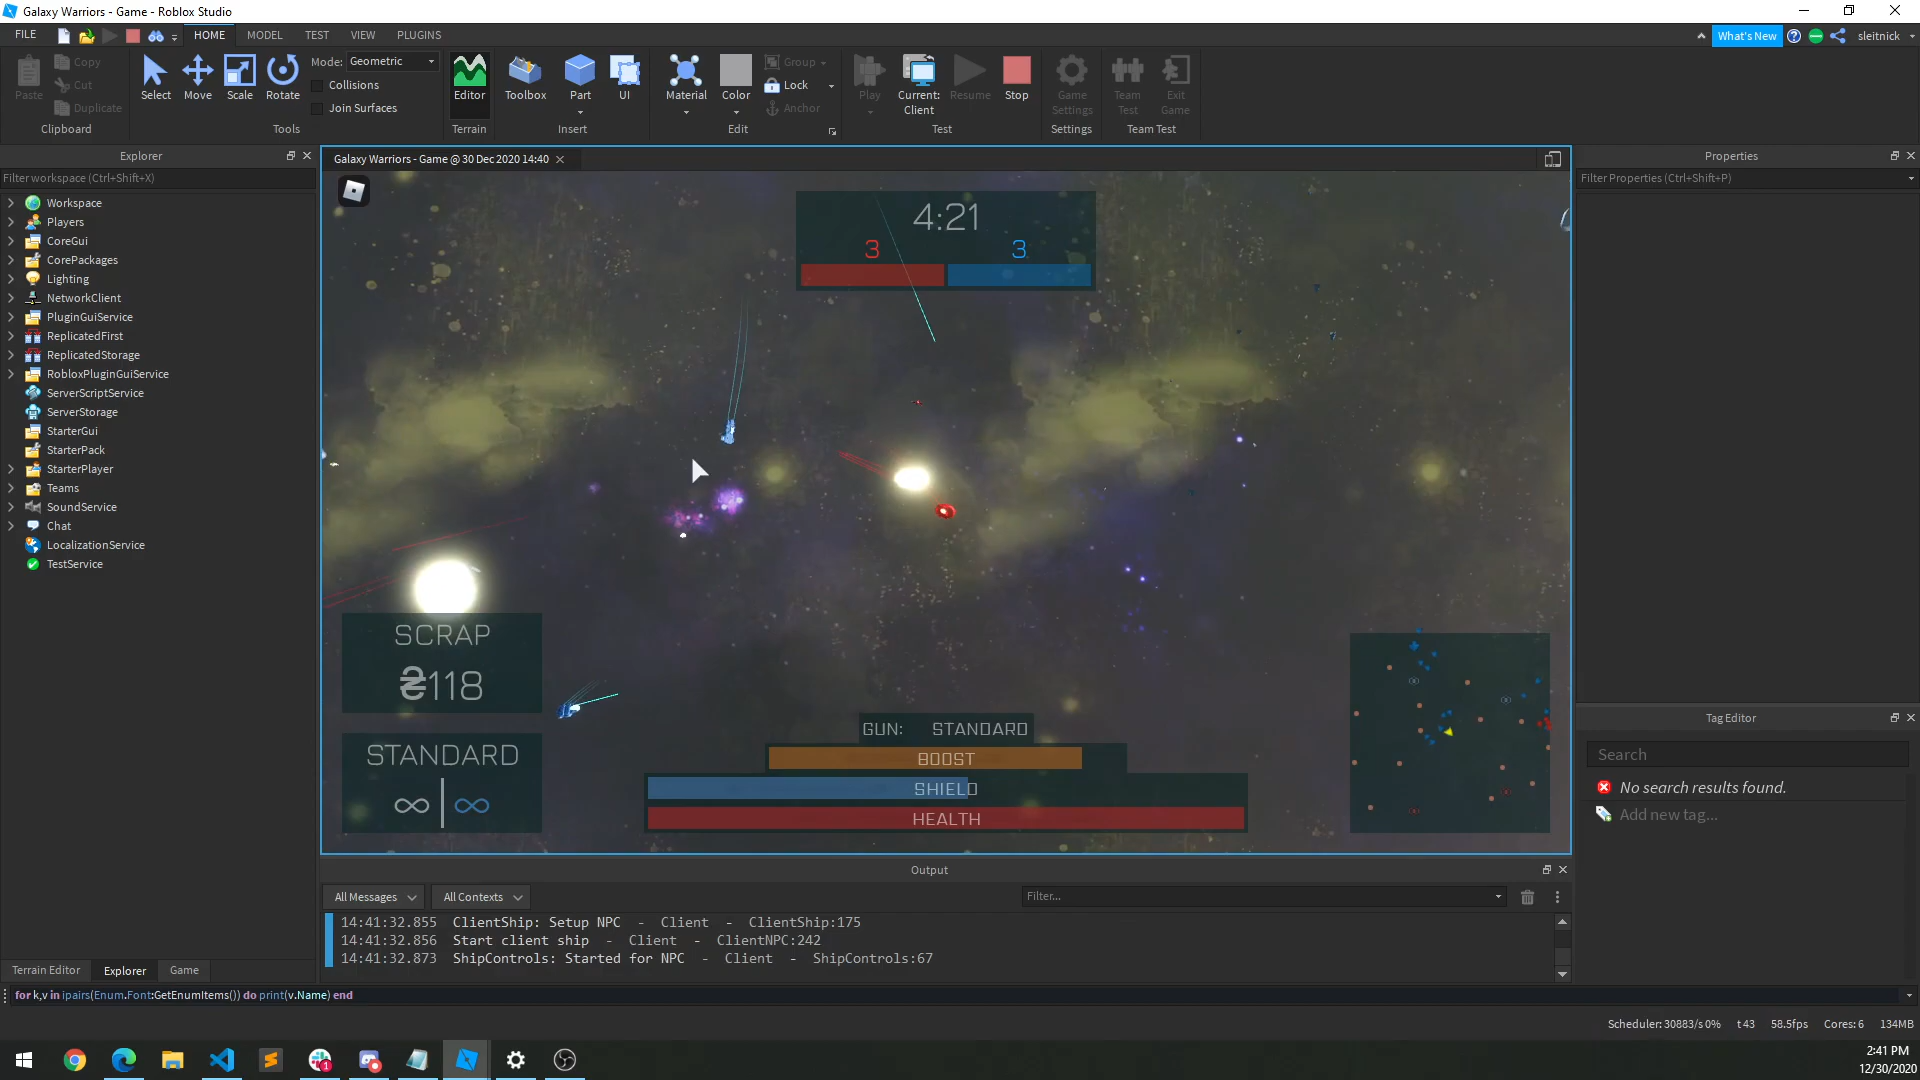 Galaxy Warriors - Game - Roblox Studio
FILE HOME MODEL TEST VIEW PLUGINS What's New sleitnick
Paste Copy Cut Duplicate Clipboard
Select Move Scale Rotate Mode: Geometric Collisions Join Surfaces Tools
Editor Terrain
Toolbox Part UI Insert
Material Color Group Lock Anchor Edit
Play Current: Client Resume Stop Test
Game Settings Settings
Team Test Exit Game Team Test
Explorer
Filter workspace (Ctrl+Shift+X)
Workspace
Players
CoreGui
CorePackages
Lighting
NetworkClient
PluginGuiService
ReplicatedFirst
ReplicatedStorage
RobloxPluginGuiService
ServerScriptService
ServerStorage
StarterGui
StarterPack
StarterPlayer
Teams
SoundService
Chat
LocalizationService
TestService
Terrain Editor Explorer Game
Galaxy Warriors - Game @ 30 Dec 2020 14:40
4:21
3 3
SCRAP
₴118
STANDARD
∞ ∞
GUN: STANDARD
BOOST
SHIELD
HEALTH
Properties
Filter Properties (Ctrl+Shift+P)
Tag Editor
Search
No search results found.
Add new tag...
Output
All Messages All Contexts Filter...
14:41:32.855 ClientShip: Setup NPC - Client - ClientShip:175
14:41:32.856 Start client ship - Client - ClientNPC:242
14:41:32.873 ShipControls: Started for NPC - Client - ShipControls:67
for k,v in ipairs(Enum.Font:GetEnumItems()) do print(v.Name) end
Scheduler: 30883/s 0% t 43 58.5fps Cores: 6 134MB
1
2:41 PM
12/30/2020